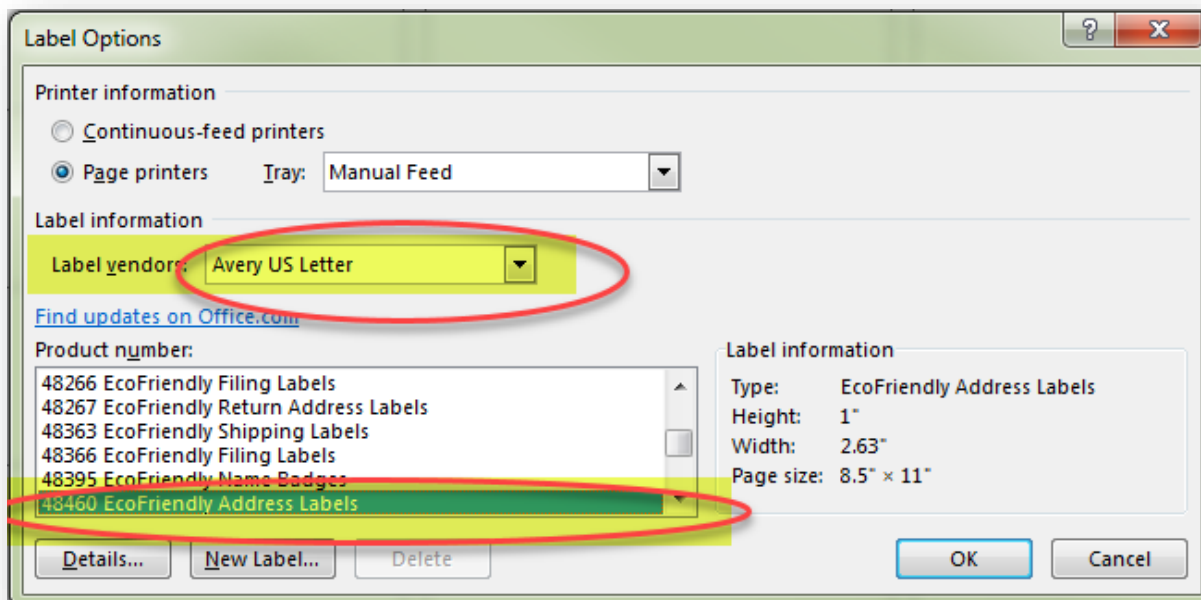 Label Options
Printer information
Continuous-feed printers
Page printers Tray: Manual Feed
Label information
Label vendors: Avery US Letter
Find updates on Office.com
Product number:
48266 EcoFriendly Filing Labels
48267 EcoFriendly Return Address Labels
48363 EcoFriendly Shipping Labels
48366 EcoFriendly Filing Labels
48395 EcoFriendly Name Badges
48460 EcoFriendly Address Labels
Label information
Type: EcoFriendly Address Labels
Height: 1"
Width: 2.63"
Page size: 8.5" × 11"
Details... New Label... Delete OK Cancel